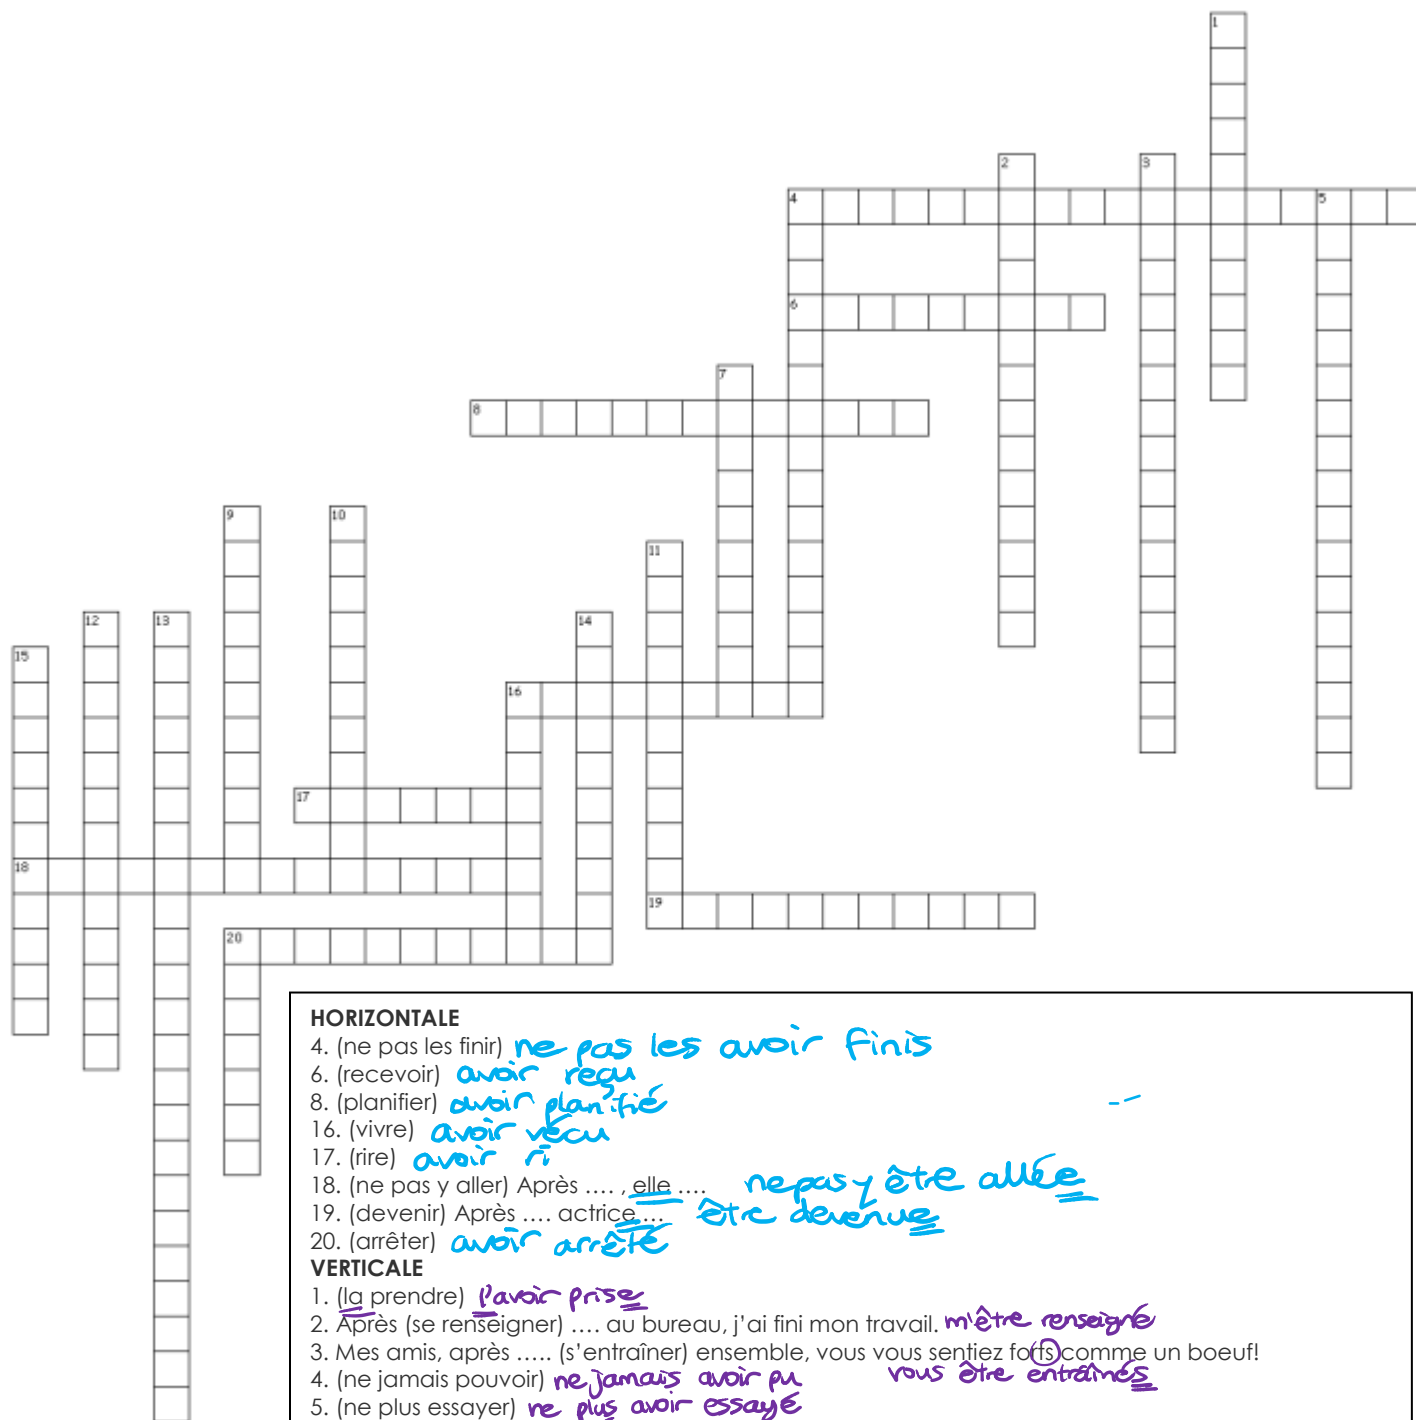 1
2 3
4 5
6
7
8
9 10
11
12 13 14
15
16
17
18
19
20
HORIZONTALE
4. (ne pas les finir) ne pas les avoir finis
6. (recevoir) avoir reçu
8. (planifier) avoir planifié
16. (vivre) avoir vécu
17. (rire) avoir ri
18. (ne pas y aller) Après .... , elle .... ne pas y être allée
19. (devenir) Après .... actrice.... être devenue
20. (arrêter) avoir arrêté
VERTICALE
1. (la prendre) l'avoir prise
2. Après (se renseigner) .... au bureau, j'ai fini mon travail. m'être renseigné
3. Mes amis, après ..... (s'entraîner) ensemble, vous vous sentiez forts comme un boeuf!
vous être entraînés
4. (ne jamais pouvoir) ne jamais avoir pu
5. (ne plus essayer) ne plus avoir essayé